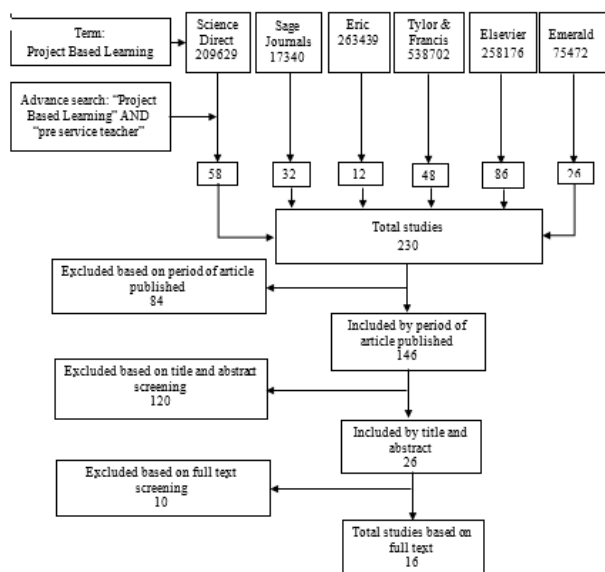 Term:
Project Based Learning
Science
Direct
209629
Sage
Journals
17340
Eric
263439
Tylor &
Francis
538702
Elsevier
258176
Emerald
75472
Advance search: “Project
Based Learning” AND
“pre service teacher”
58
32
12
48
86
26
Total studies
230
Excluded based on period of article
published
84
Included by period of
article published
146
Excluded based on title and abstract
screening
120
Included by title and
abstract
26
Excluded based on full text
screening
10
Total studies based on
full text
16